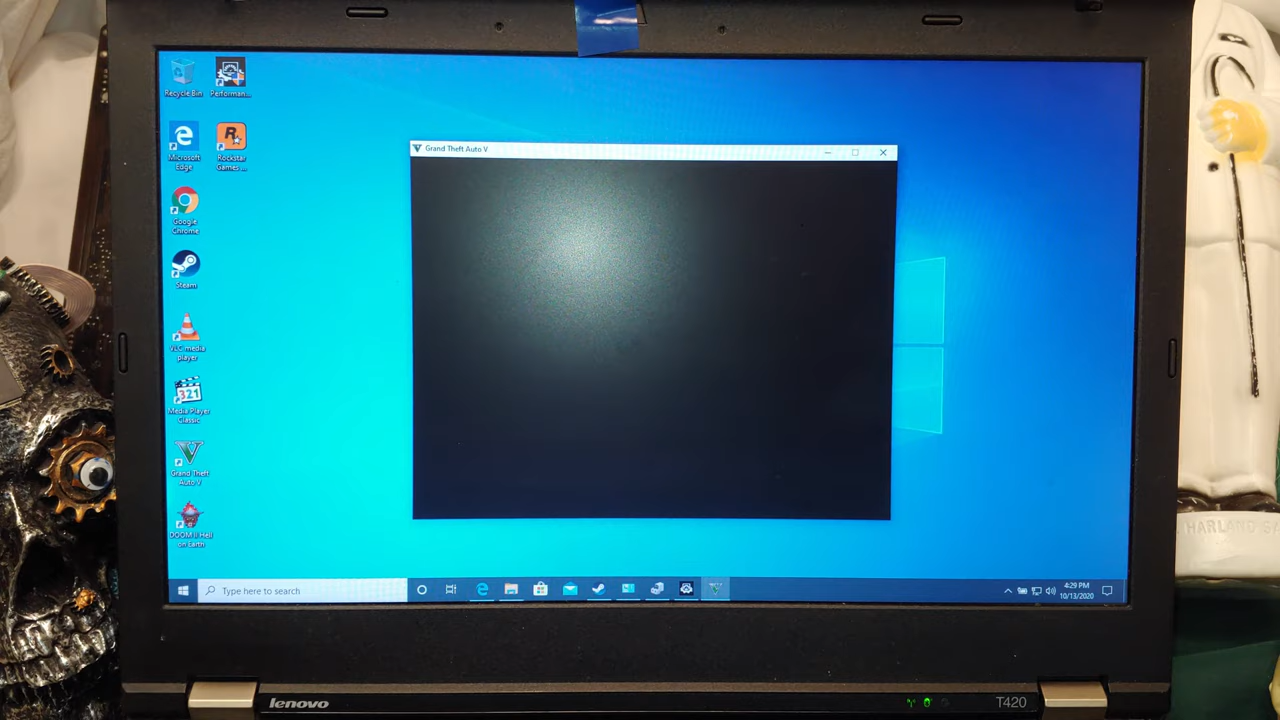 Recycle Bin
Performan...
Microsoft
Edge
Rockstar
Games ...
Google
Chrome
Steam
VLC media
player
321
Media Player
Classic
Grand Theft
Auto V
DOOM II Hell
on Earth
Grand Theft Auto V
Type here to search
4:29 PM
10/13/2020
lenovo
T420
HARLAND